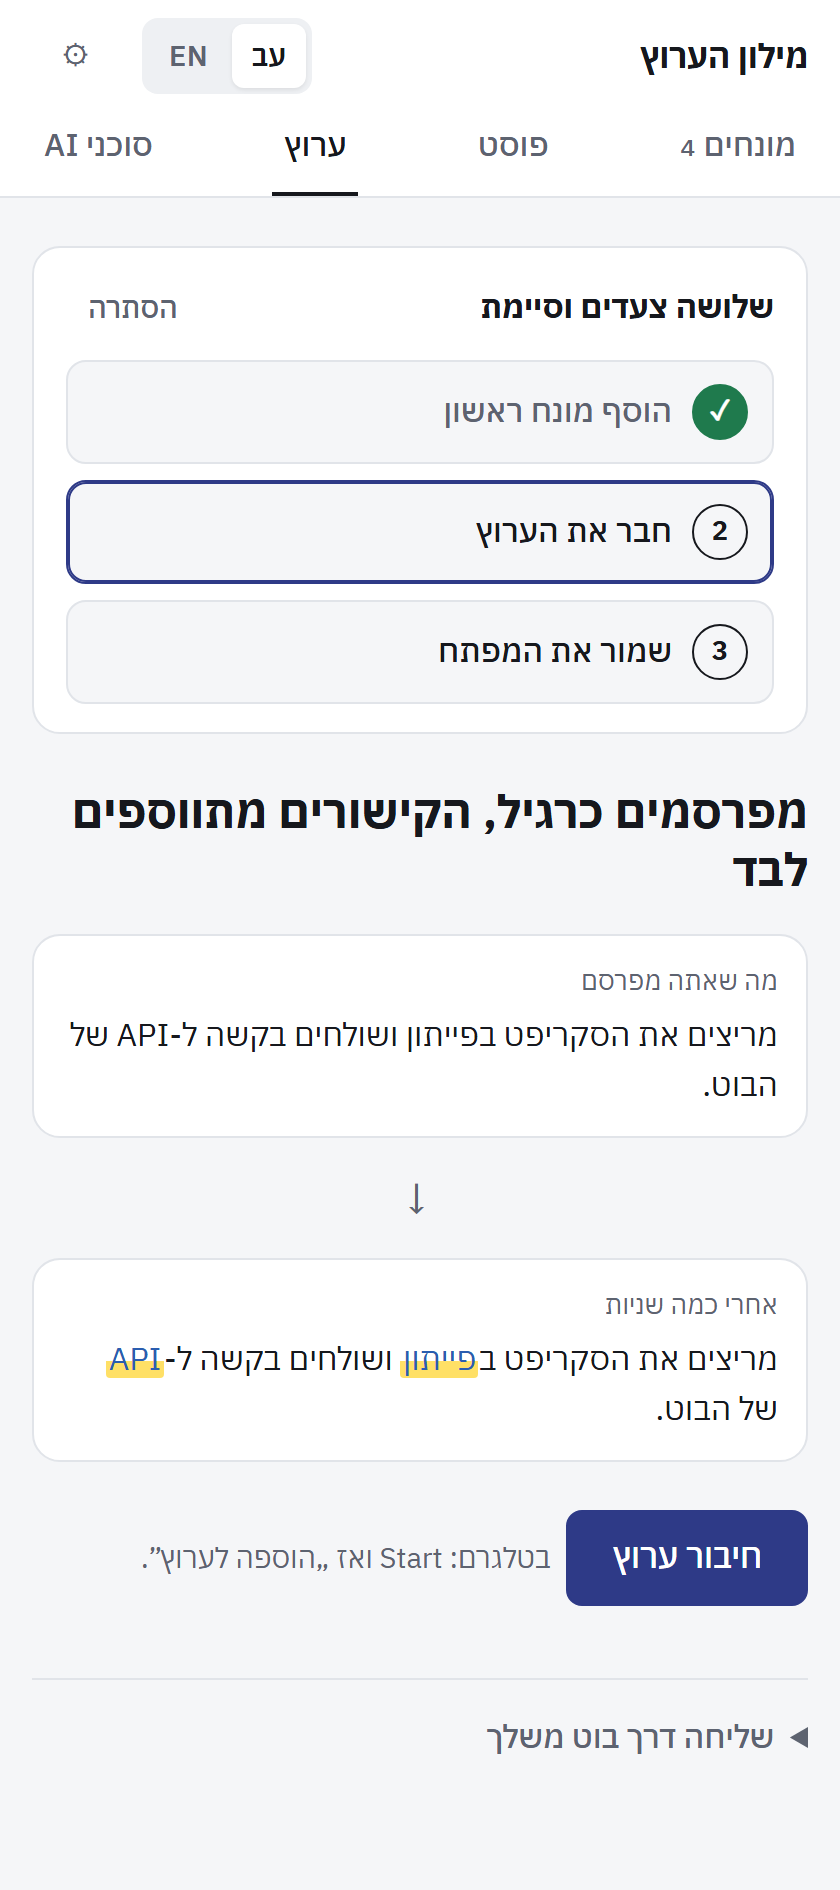 מילון הערוץ
עב EN
מונחים 4 פוסט ערוץ סוכני AI
שלושה צעדים וסיימת הסתרה
✓ הוסף מונח ראשון
2 חבר את הערוץ
3 שמור את המפתח
מפרסמים כרגיל, הקישורים מתווספים
לבד
מה שאתה מפרסם
מריצים את הסקריפט בפייתון ושולחים בקשה ל-API של
הבוט.
↓
אחרי כמה שניות
מריצים את הסקריפט בפייתון ושולחים בקשה ל-API
של הבוט.
חיבור ערוץ בטלגרם: Start ואז „הוספה לערוץ”.
שליחה דרך בוט משלך